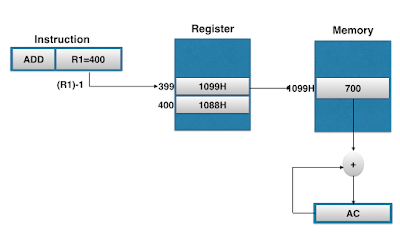 Instruction
Register
Memory
ADD
R1=400
(R1)-1
399
1099H
400
1088H
1099H
700
+
AC